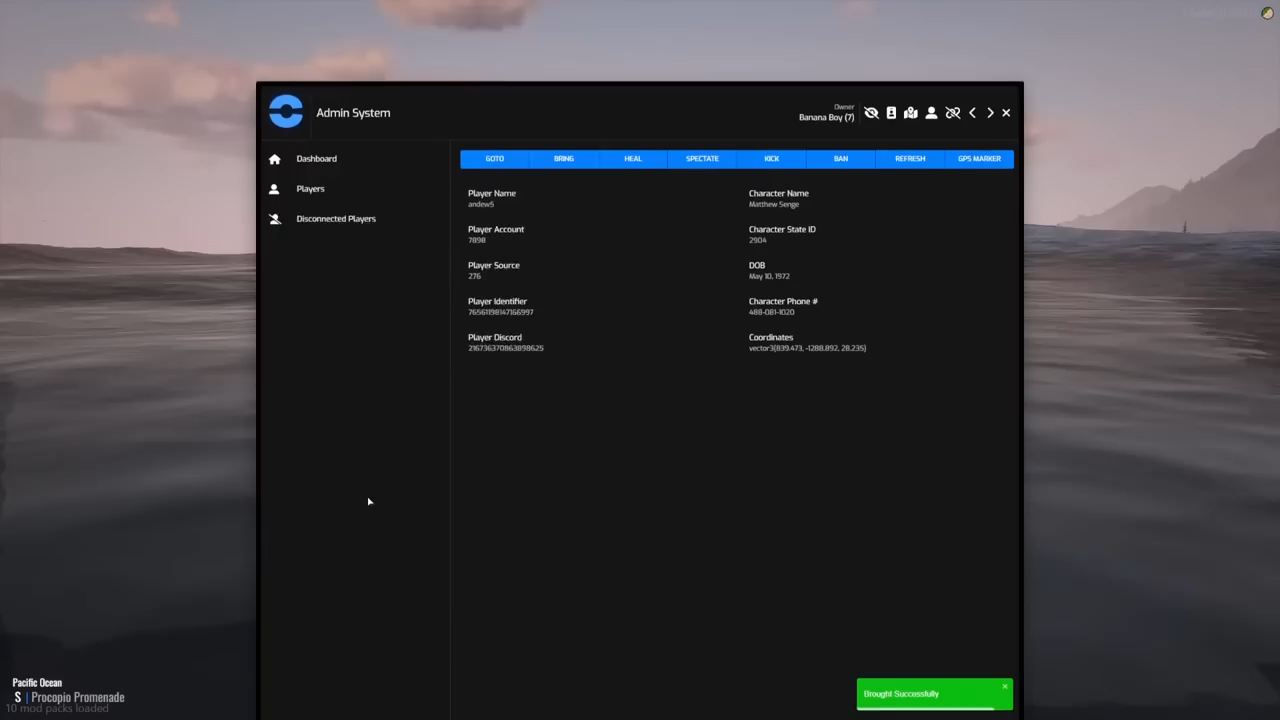 Admin System
Owner
Banana Boy (7)
Dashboard
Players
Disconnected Players
GOTO
BRING
HEAL
SPECTATE
KICK
BAN
REFRESH
GPS MARKER
Player Name
andew5
Character Name
Matthew Senge
Player Account
7898
Character State ID
2904
Player Source
276
DOB
May 10, 1972
Player Identifier
76561198147166997
Character Phone #
488-081-1020
Player Discord
216736370863898625
Coordinates
vector3(839.473, -1288.892, 28.235)
Brought Successfully
Pacific Ocean
S | Procopio Promenade
10 mod packs loaded